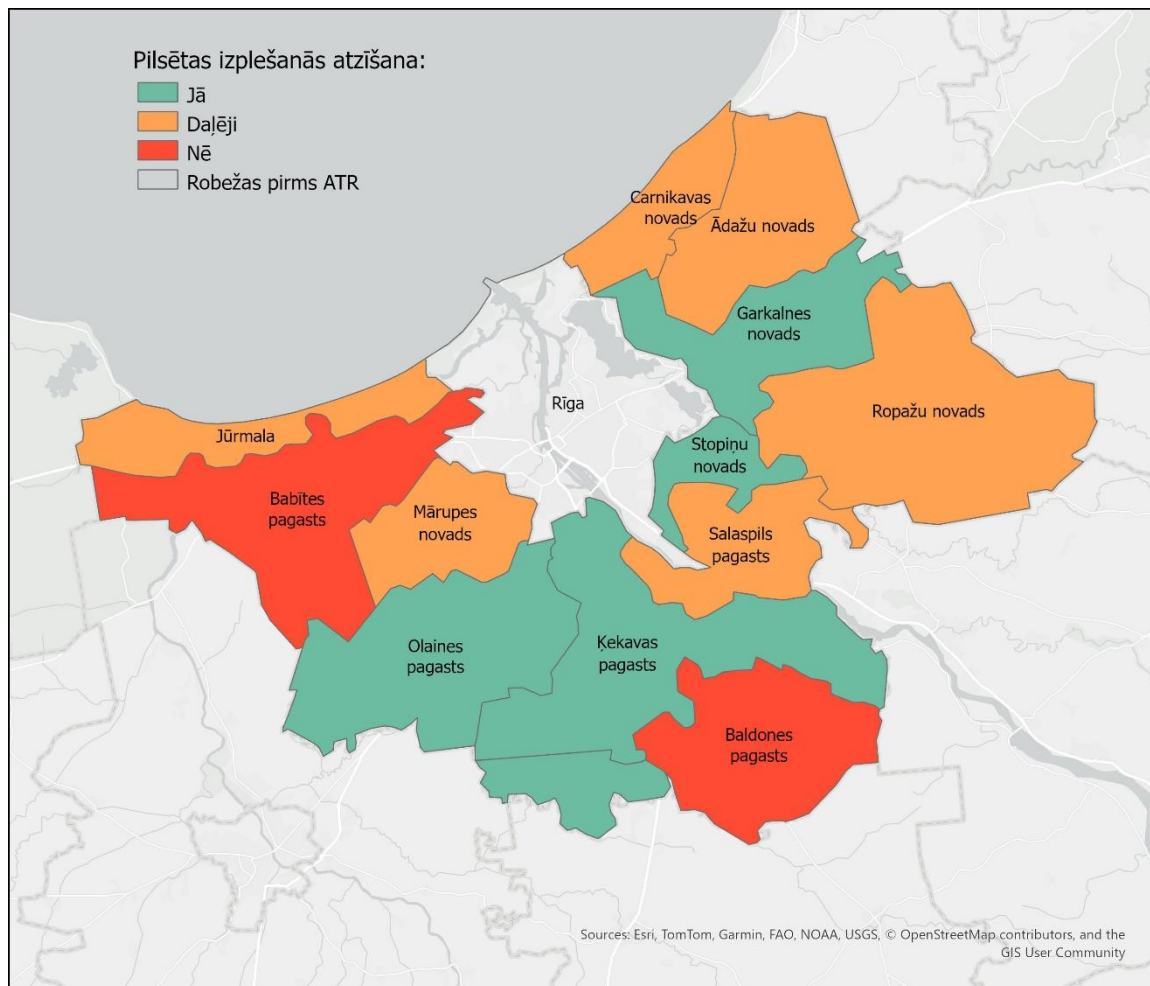 Pilsētas izplešanās atzīšana:
Jā
Daļēji
Nē
Robežas pirms ATR
Carnikavas
novads
Ādažu novads
Garkalnes
novads
Rīga
Ropažu novads
Jūrmala
Stopiņu
novads
Babītes
pagasts
Mārupes
novads
Salaspils
pagasts
Olaines
pagasts
Ķekavas
pagasts
Baldones
pagasts
Sources: Esri, TomTom, Garmin, FAO, NOAA, USGS, © OpenStreetMap contributors, and the
GIS User Community